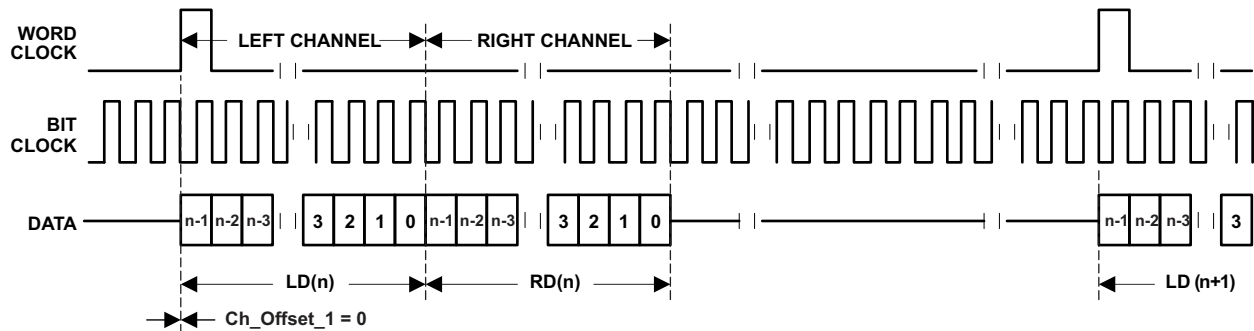 WORD
CLOCK
LEFT CHANNEL
RIGHT CHANNEL
BIT
CLOCK
DATA
n-1 n-2 n-3 3 2 1 0 n-1 n-2 n-3 3 2 1 0 n-1 n-2 n-3 3
LD(n)
RD(n)
LD (n+1)
Ch_Offset_1 = 0